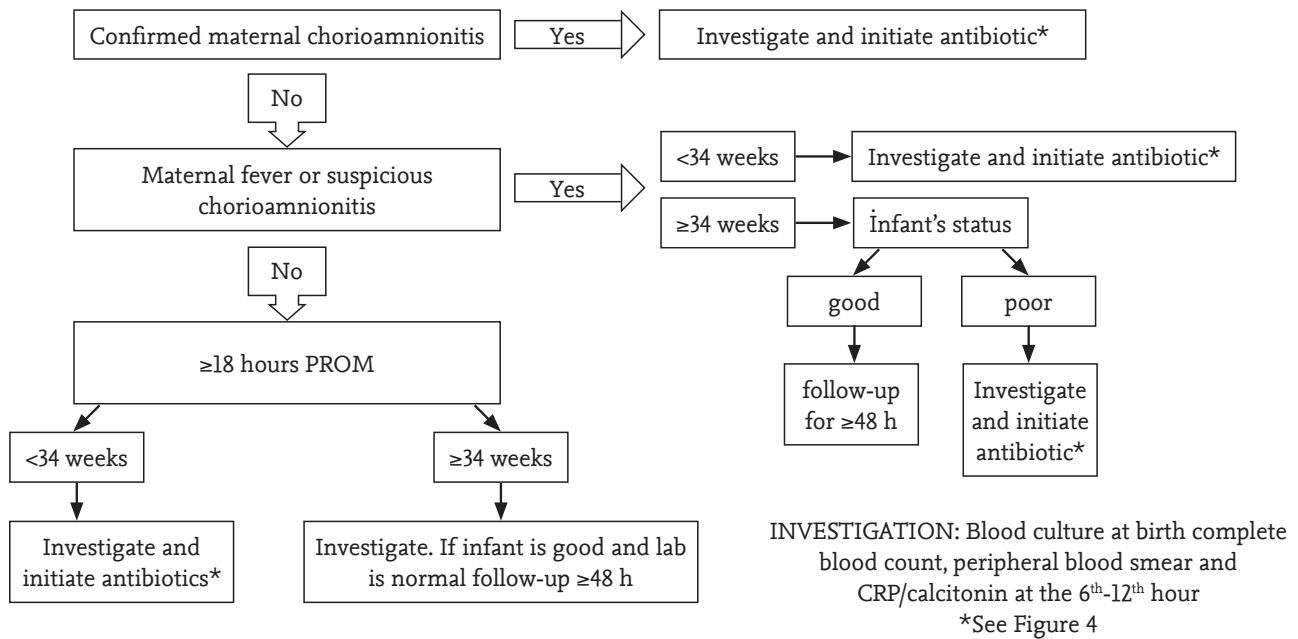 Confirmed maternal chorioamnionitis
Yes
Investigate and initiate antibiotic*
No
Maternal fever or suspicious
chorioamnionitis
Yes
<34 weeks
Investigate and initiate antibiotic*
≥34 weeks
İnfant's status
good
poor
follow-up
for ≥48 h
Investigate
and initiate
antibiotic*
No
≥18 hours PROM
<34 weeks
≥34 weeks
Investigate and
initiate antibiotics*
Investigate. If infant is good and lab
is normal follow-up ≥48 h
INVESTIGATION: Blood culture at birth complete
blood count, peripheral blood smear and
CRP/calcitonin at the 6th-12th hour
*See Figure 4